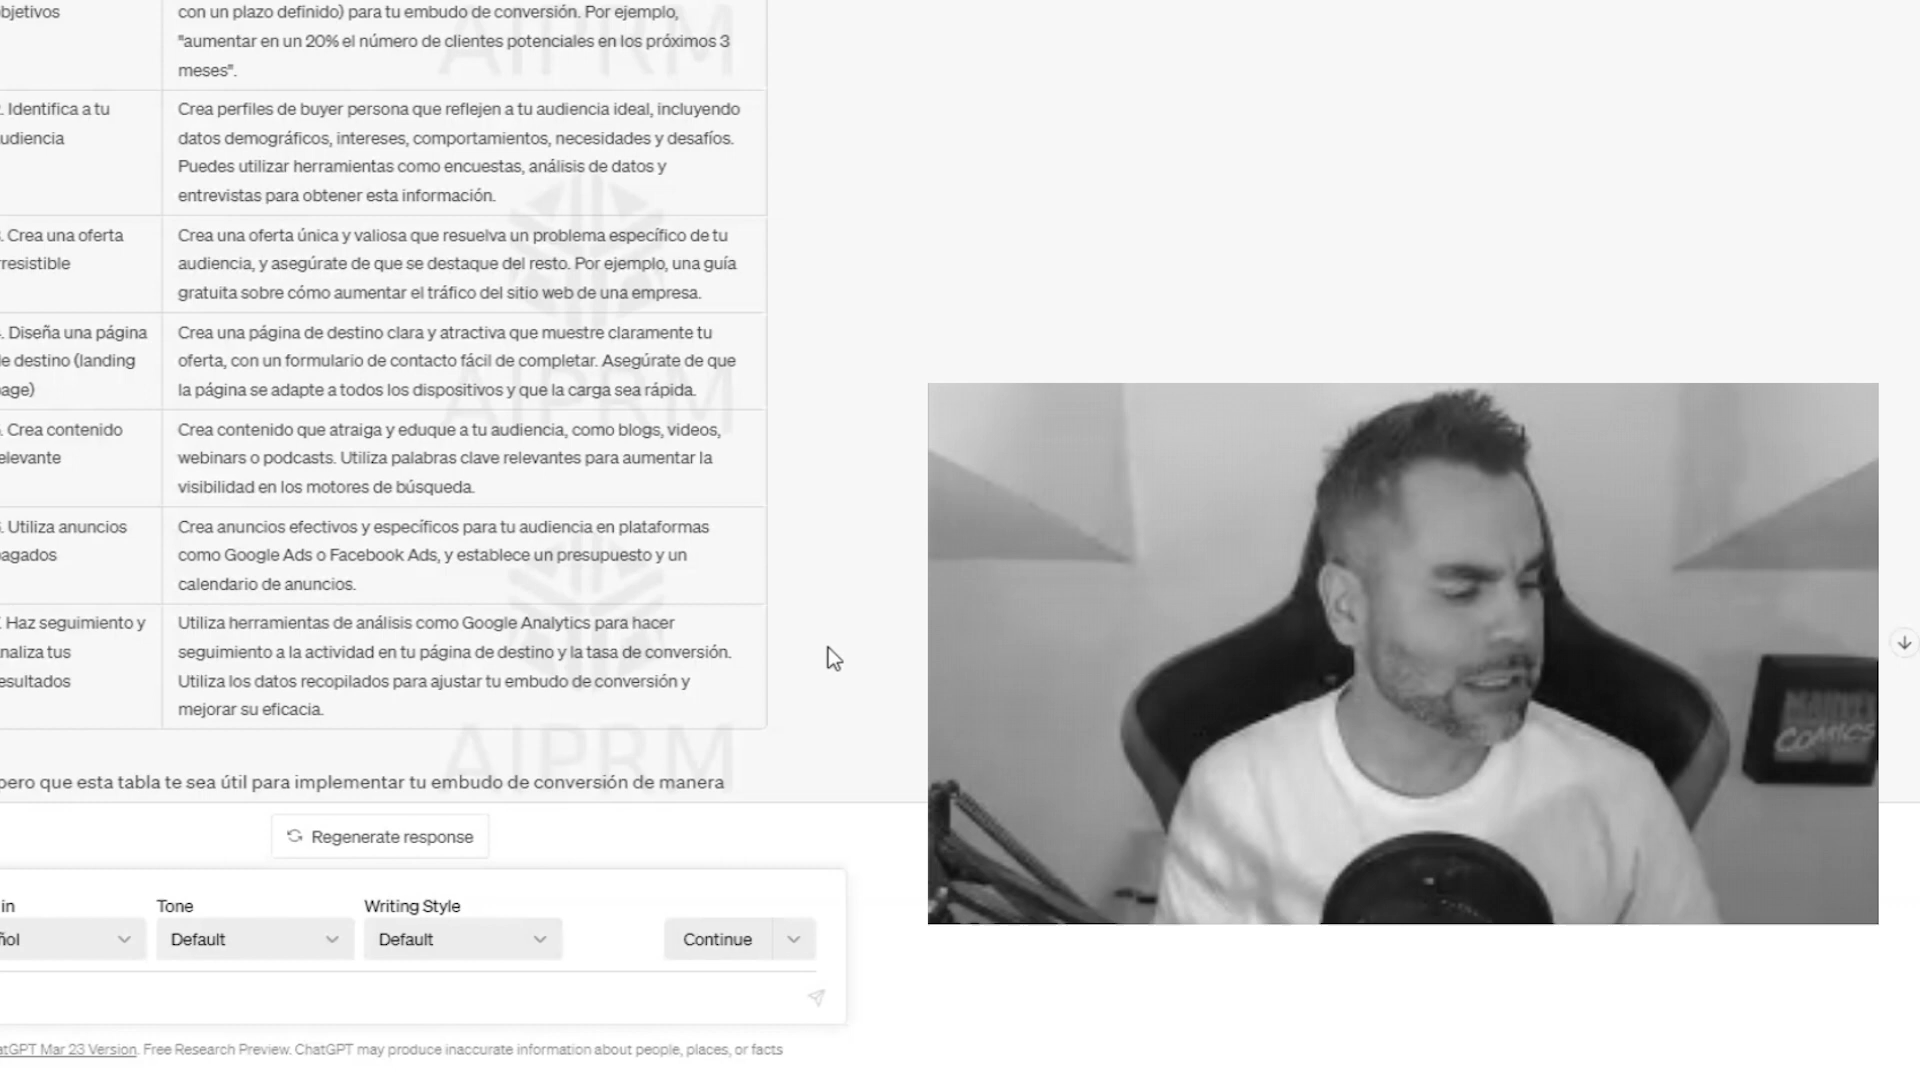 bjetivos
con un plazo definido) para tu embudo de conversión. Por ejemplo,
"aumentar en un 20% el número de clientes potenciales en los próximos 3
meses".
. Identifica a tu
udiencia
Crea perfiles de buyer persona que reflejen a tu audiencia ideal, incluyendo
datos demográficos, intereses, comportamientos, necesidades y desafíos.
Puedes utilizar herramientas como encuestas, análisis de datos y
entrevistas para obtener esta información.
. Crea una oferta
rresistible
Crea una oferta única y valiosa que resuelva un problema específico de tu
audiencia, y asegúrate de que se destaque del resto. Por ejemplo, una guía
gratuita sobre cómo aumentar el tráfico del sitio web de una empresa.
. Diseña una página
de destino (landing
page)
Crea una página de destino clara y atractiva que muestre claramente tu
oferta, con un formulario de contacto fácil de completar. Asegúrate de que
la página se adapte a todos los dispositivos y que la carga sea rápida.
. Crea contenido
elevante
Crea contenido que atraiga y eduque a tu audiencia, como blogs, videos,
webinars o podcasts. Utiliza palabras clave relevantes para aumentar la
visibilidad en los motores de búsqueda.
. Utiliza anuncios
pagados
Crea anuncios efectivos y específicos para tu audiencia en plataformas
como Google Ads o Facebook Ads, y establece un presupuesto y un
calendario de anuncios.
. Haz seguimiento y
naliza tus
esultados
Utiliza herramientas de análisis como Google Analytics para hacer
seguimiento a la actividad en tu página de destino y la tasa de conversión.
Utiliza los datos recopilados para ajustar tu embudo de conversión y
mejorar su eficacia.
AIPRM
AIPRM
AIPRM
pero que esta tabla te sea útil para implementar tu embudo de conversión de manera
Regenerate response
in
Tone
Writing Style
ñol
Default
Default
Continue
atGPT Mar 23 Version. Free Research Preview. ChatGPT may produce inaccurate information about people, places, or facts
COMICS